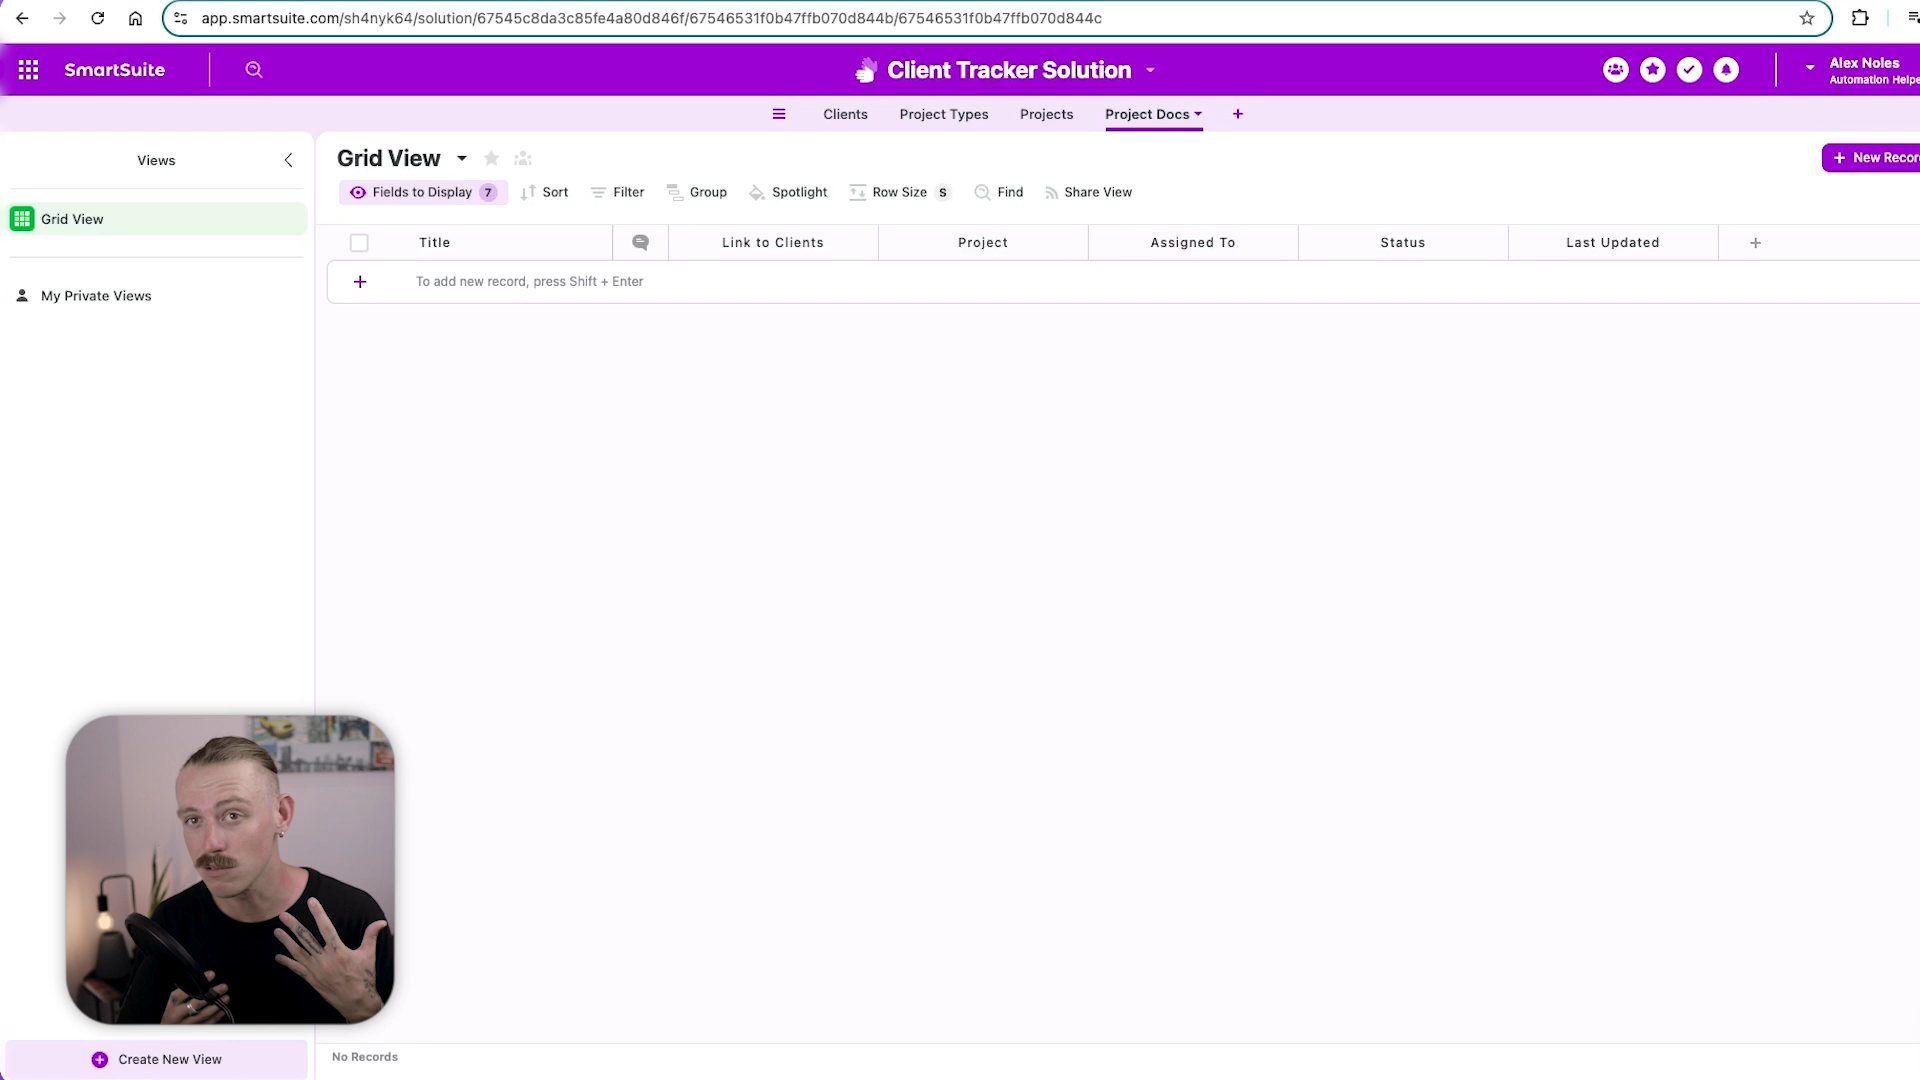 app.smartsuite.com/sh4nyk64/solution/67545c8da3c85fe4a80d846f/67546531f0b47ffb070d844b/67546531f0b47ffb070d844c
SmartSuite
Client Tracker Solution
Alex Noles
Automation Helpe
Clients
Project Types
Projects
Project Docs
Views
Grid View
My Private Views
Create New View
Grid View
New Recor
Fields to Display 7
Sort
Filter
Group
Spotlight
Row Size S
Find
Share View
Title
Link to Clients
Project
Assigned To
Status
Last Updated
To add new record, press Shift + Enter
No Records